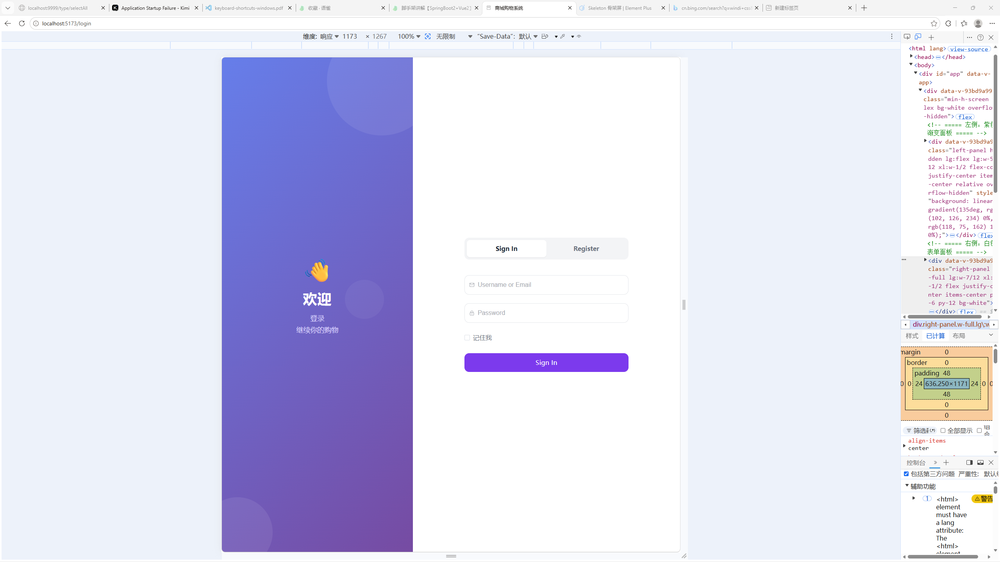 localhost:9999/type/selectAll
Application Startup Failure - Kimi
keyboard-shortcuts-windows.pdf
收藏 · 语雀
脚手架讲解【SpringBoot2+Vue2】
商城购物系统
Skeleton 骨架屏 | Element Plus
cn.bing.com/search?q=windi+css&
新建标签页
localhost:5173/login
维度: 响应 1173 × 1267 100% 无限制 “Save-Data”: 默认
欢迎
登录
继续你的购物
Sign In Register
Username or Email
Password
记住我
Sign In
<html lang> view-source
<head> </head>
<body>
<div id="app" data-v-
app>
<div data-v-93bd9a99
class="min-h-screen
lex bg-white overflo
-hidden"> flex
<!-- ===== 左侧: 紫色
渐变面板 ===== -->
<div data-v-93bd9a9
class="left-panel h
dden lg:flex lg:w-5
12 xl:w-1/2 flex-co
justify-center item
-center relative ov
rflow-hidden" style
"background: linear
gradient(135deg, rg
(102, 126, 234) 0%,
rgb(118, 75, 162) 1
0%);"> </div> flex
<!-- ===== 右侧: 白色
表单面板 ===== -->
<div data-v-93bd9a9
class="right-panel
-full lg:w-7/12 xl:
-1/2 flex justify-c
nter items-center p
-6 py-12 bg-white">
</div> flex == $
div.right-panel.w-full.lg\:w
样式 已计算 布局
margin 0
border 0
padding 48
0 0 24 636.250×1171 24 0 0
48
0
0
筛选器 (.*) 全部显示 组合
align-items
center
控制台
包括第三方问题 严重性: 默认级
辅助功能
1 <html> 警告
element
must have
a lang
attribute:
The
<html>
element